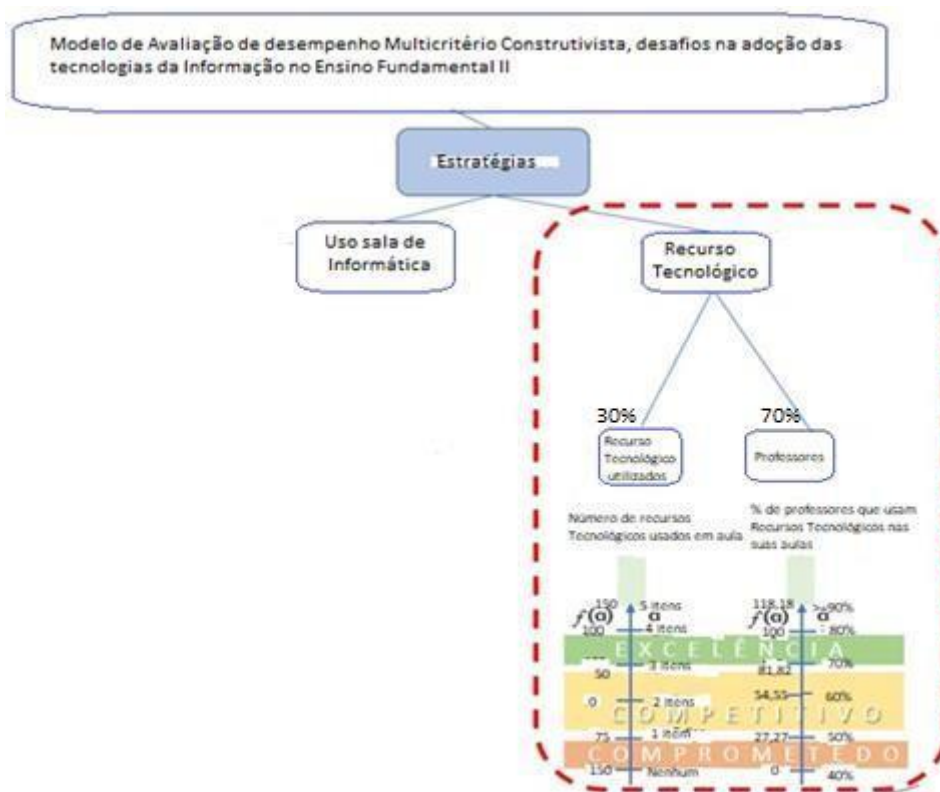 Modelo de Avaliação de desempenho Multicritério Construtivista, desafios na adoção das
tecnologias da Informação no Ensino Fundamental II
Estratégias
Uso sala de
Informática
Recurso
Tecnológico
30%
70%
Recurso
Tecnológico
utilizados
Professores
Número de recursos
Tecnológicos usados em aula
% de professores que usam
Recursos Tecnológicos nas
suas aulas
150
5 itens
f(a)
a
100
4 itens
3 itens
50
0
2 itens
75
1 item
150
Nenhum
118,18
>=90%
f(a)
a
100
80%
70%
81,82
54,55
60%
27,27
50%
0
40%
EXCELÊNCIA
COMPETITIVO
COMPROMETEDO